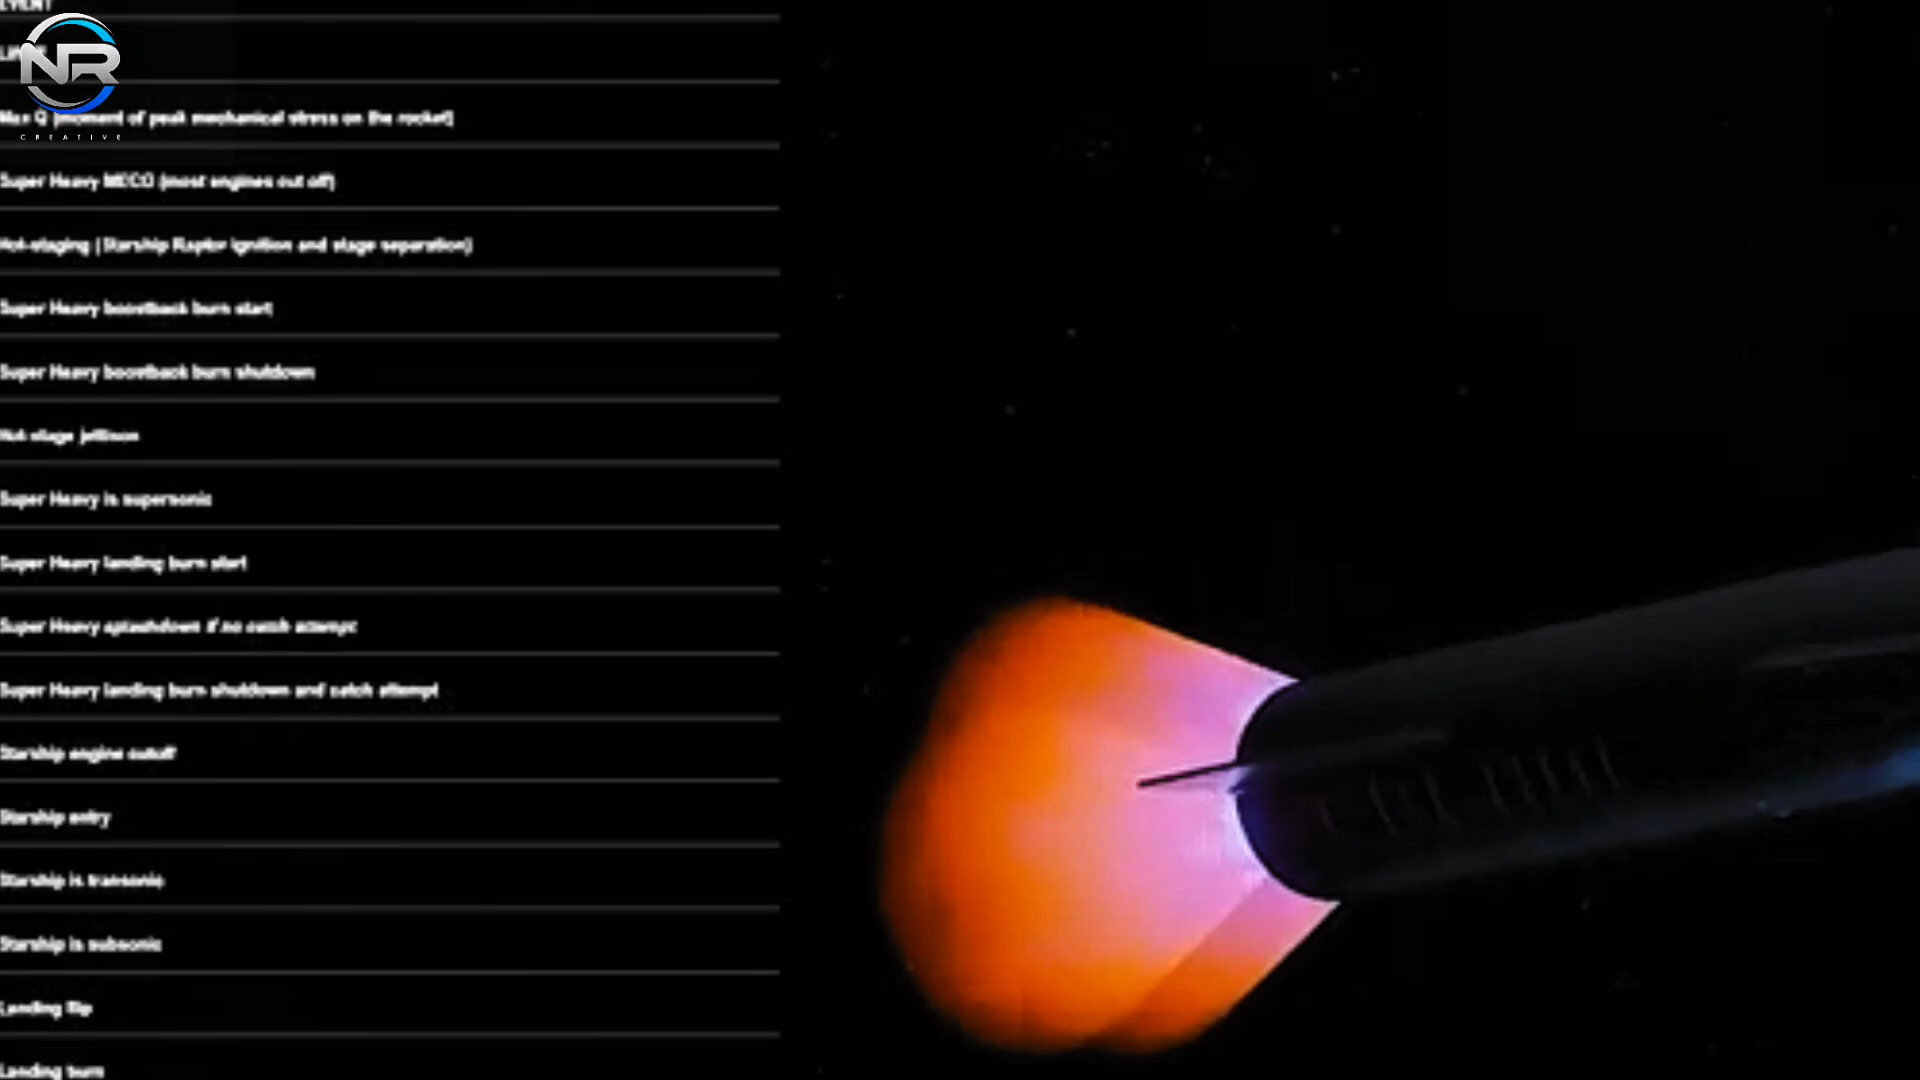 EVENT
NR
CREATIVE
Max Q (moment of peak mechanical stress on the rocket)
Super Heavy MECO (most engines cut off)
Hot-staging (Starship Raptor ignition and stage separation)
Super Heavy boostback burn start
Super Heavy boostback burn shutdown
Hot-stage jettison
Super Heavy is supersonic
Super Heavy landing burn start
Super Heavy splashdown if no catch attempt
Super Heavy landing burn shutdown and catch attempt
Starship engine cutoff
Starship entry
Starship is transonic
Starship is subsonic
Landing flip
Landing burn